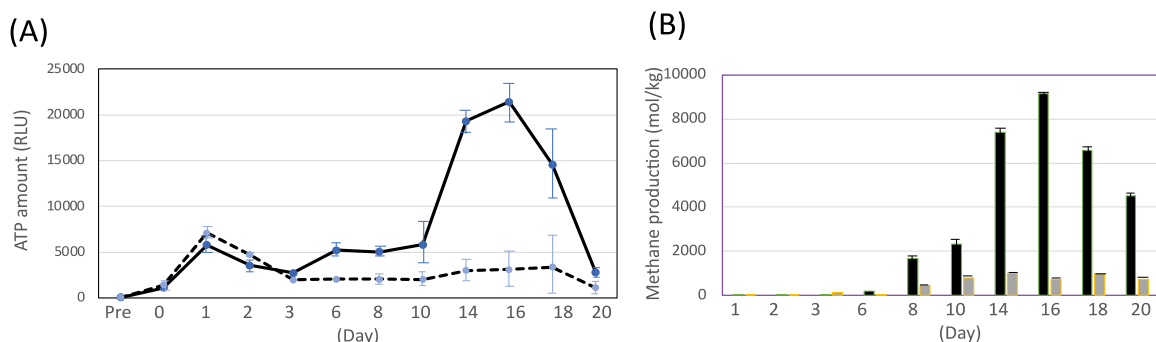 (A)
ATP amount (RLU)
25000
20000
15000
10000
5000
0
Pre 0 1 2 3 6 8 10 14 16 18 20
(Day)
(B)
Methane production (mol/kg)
10000
8000
6000
4000
2000
0
1 2 3 6 8 10 14 16 18 20
(Day)